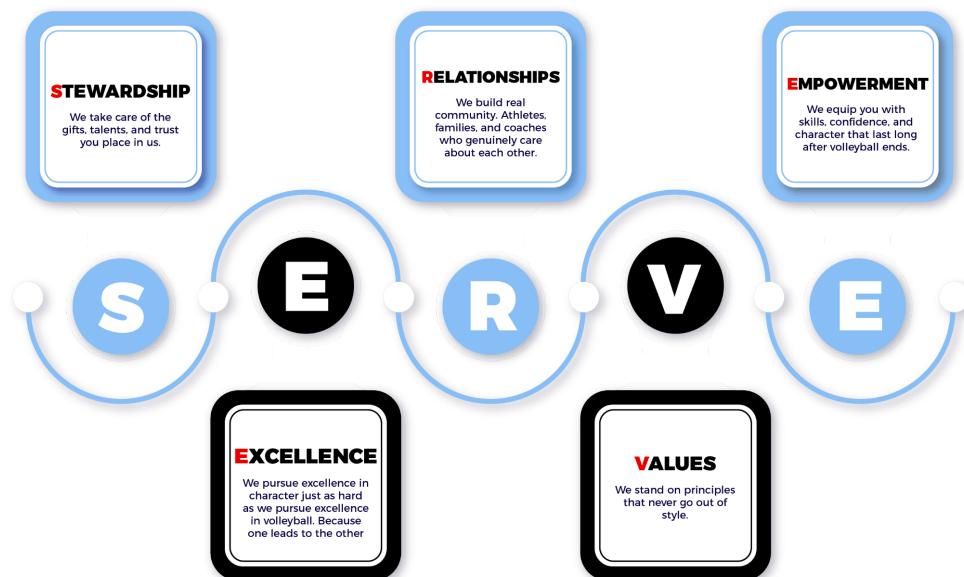 STEWARDSHIP
We take care of the
gifts, talents, and trust
you place in us.
RELATIONSHIPS
We build real
community. Athletes,
families, and coaches
who genuinely care
about each other.
EMPOWERMENT
We equip you with
skills, confidence, and
character that last long
after volleyball ends.
S E R V E
EXCELLENCE
We pursue excellence in
character just as hard
as we pursue excellence
in volleyball. Because
one leads to the other
VALUES
We stand on principles
that never go out of
style.